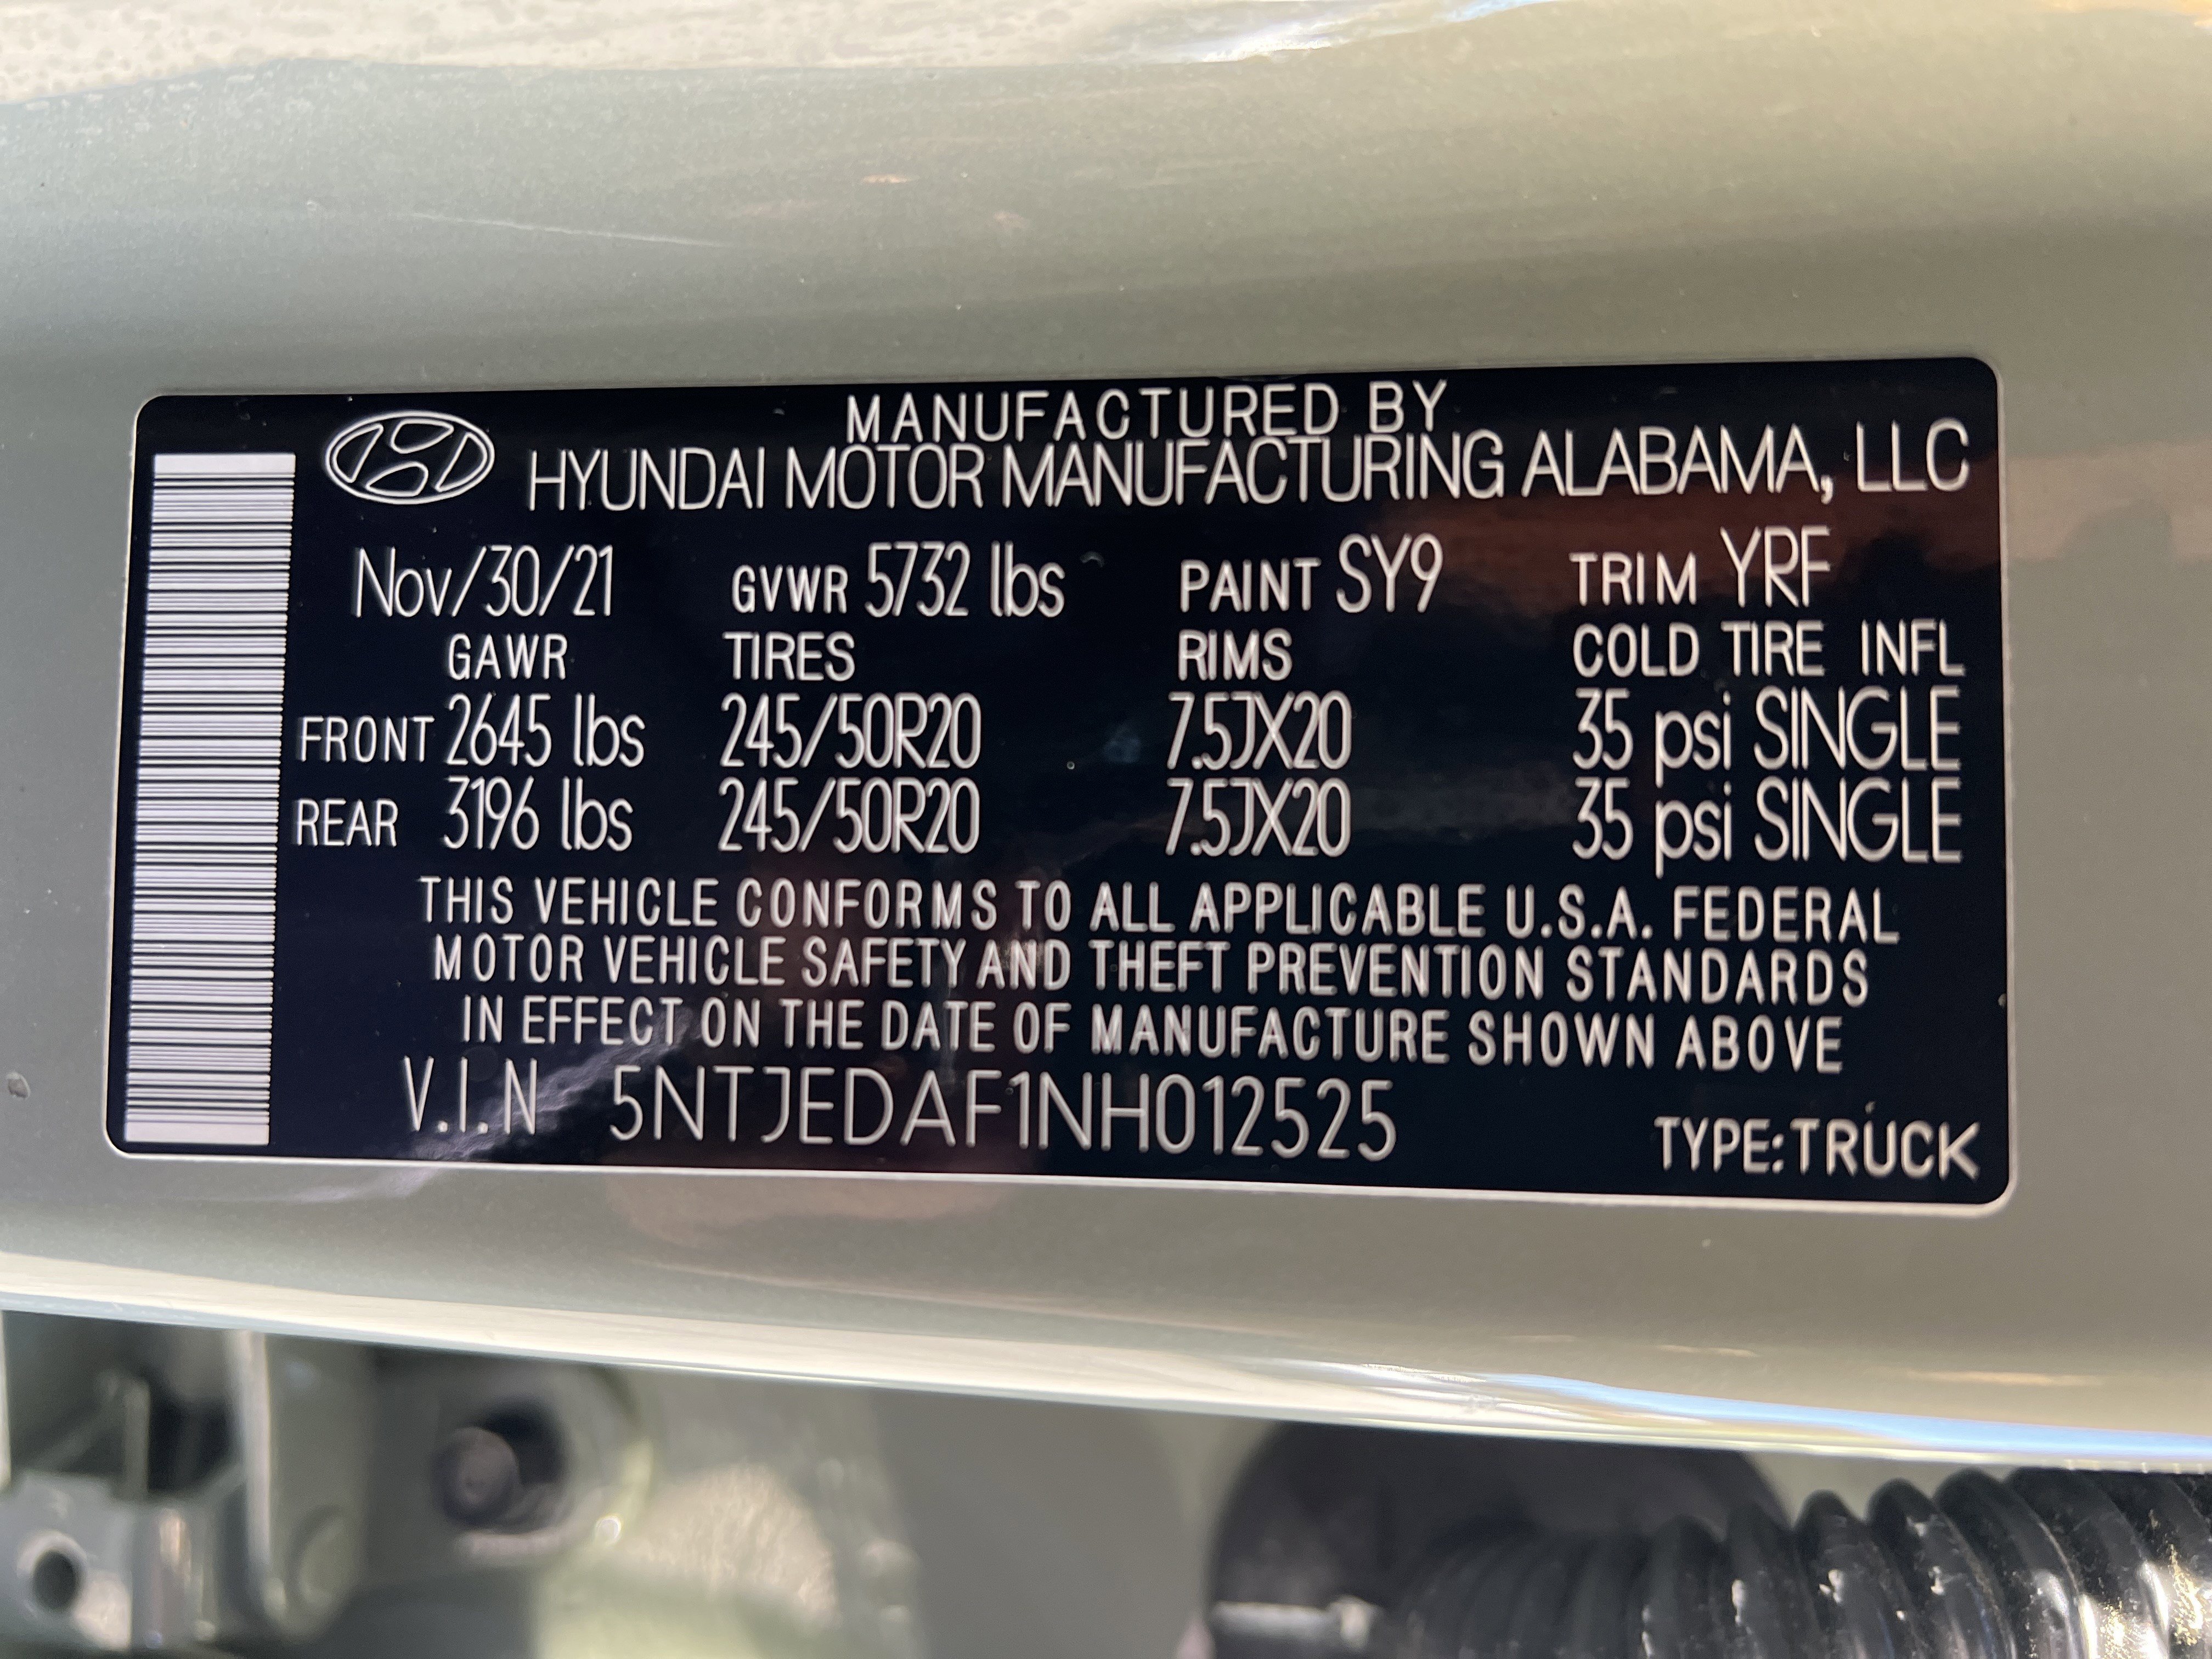 MANUFACTURED BY
HYUNDAI MOTOR MANUFACTURING ALABAMA, LLC
Nov/30/21 GVWR 5732 lbs PAINT SY9 TRIM YRF
GAWR TIRES RIMS COLD TIRE INFL
FRONT 2645 lbs 245/50R20 7.5JX20 35 psi SINGLE
REAR 3196 lbs 245/50R20 7.5JX20 35 psi SINGLE
THIS VEHICLE CONFORMS TO ALL APPLICABLE U.S.A. FEDERAL
MOTOR VEHICLE SAFETY AND THEFT PREVENTION STANDARDS
IN EFFECT ON THE DATE OF MANUFACTURE SHOWN ABOVE
V.I.N 5NTJEDAF1NH012525
TYPE:TRUCK